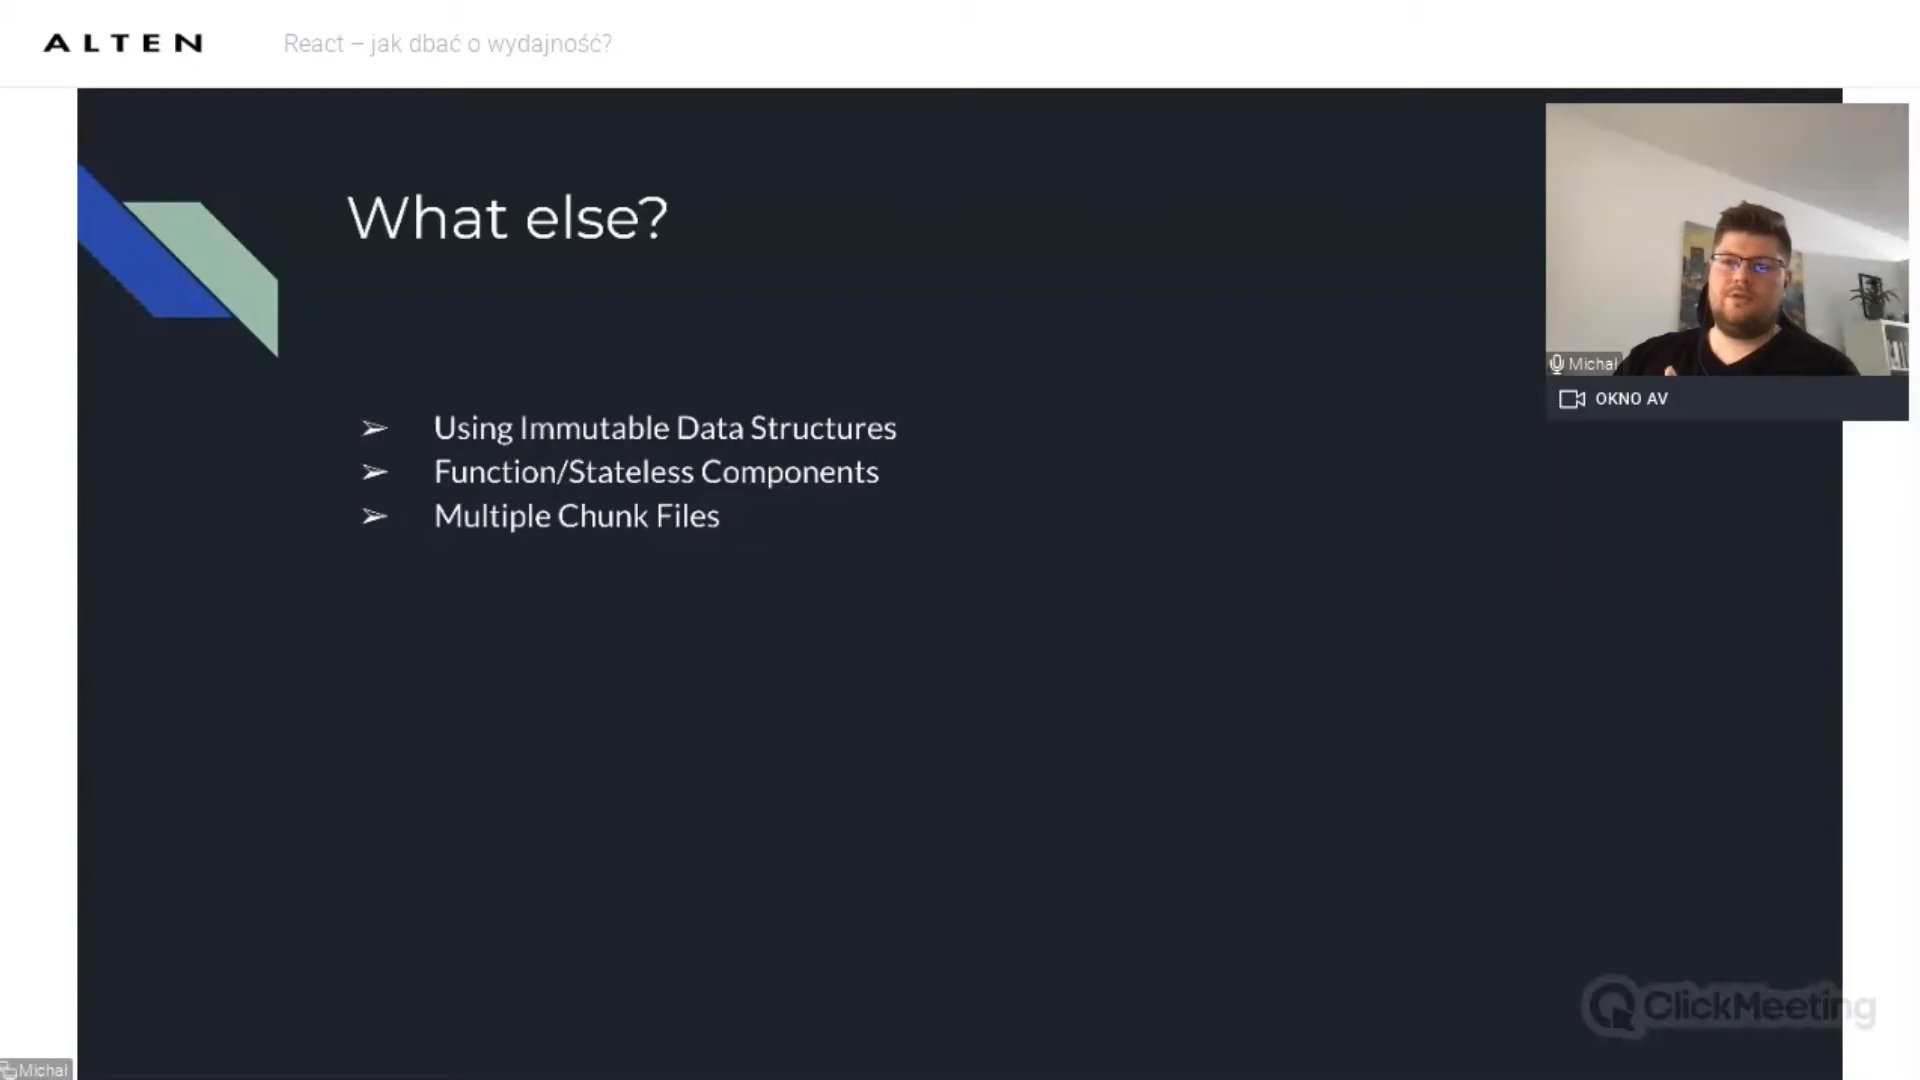 ALTEN
React – jak dbać o wydajność?
What else?
➢ Using Immutable Data Structures
➢ Function/Stateless Components
➢ Multiple Chunk Files
Michał
OKNO AV
ClickMeeting
Michał